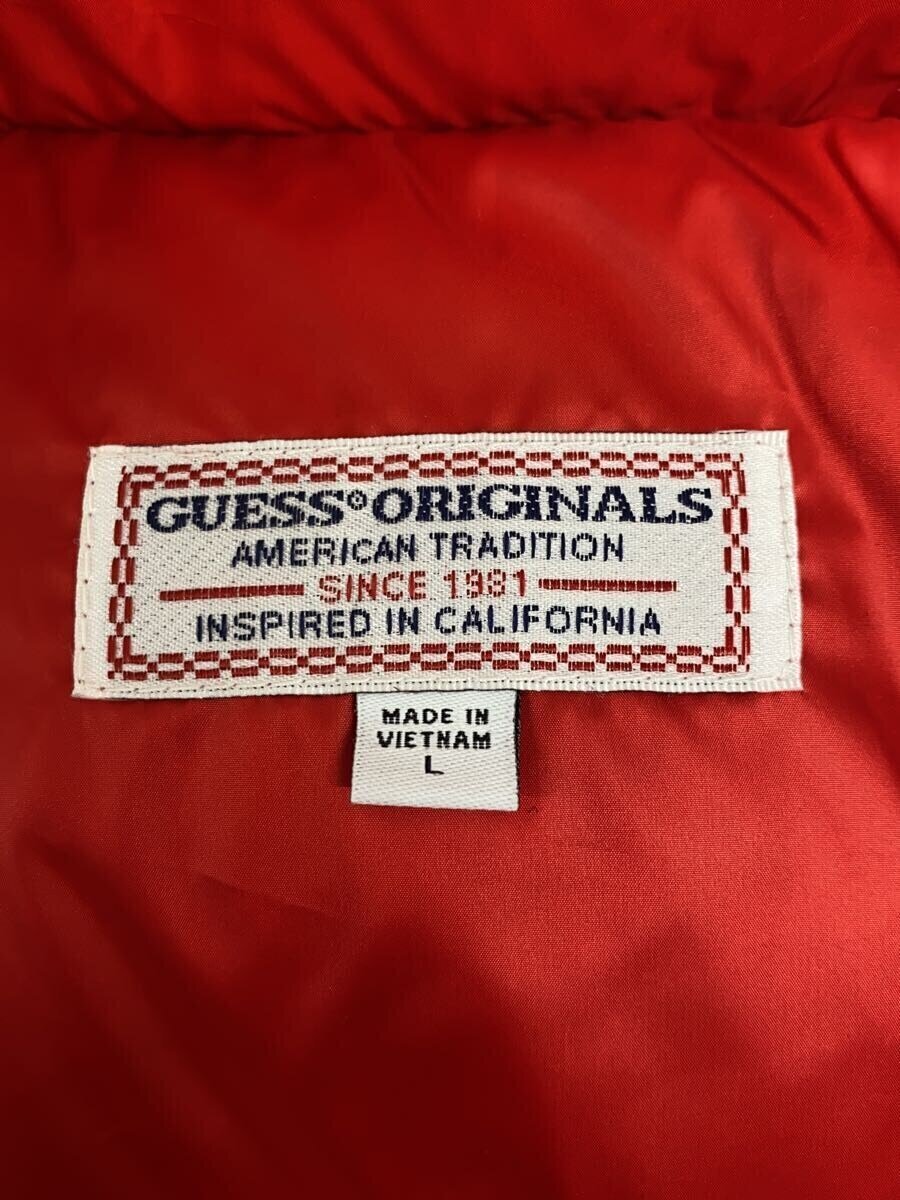 GUESS® ORIGINALS
AMERICAN TRADITION
SINCE 1981
INSPIRED IN CALIFORNIA
MADE IN
VIETNAM
L